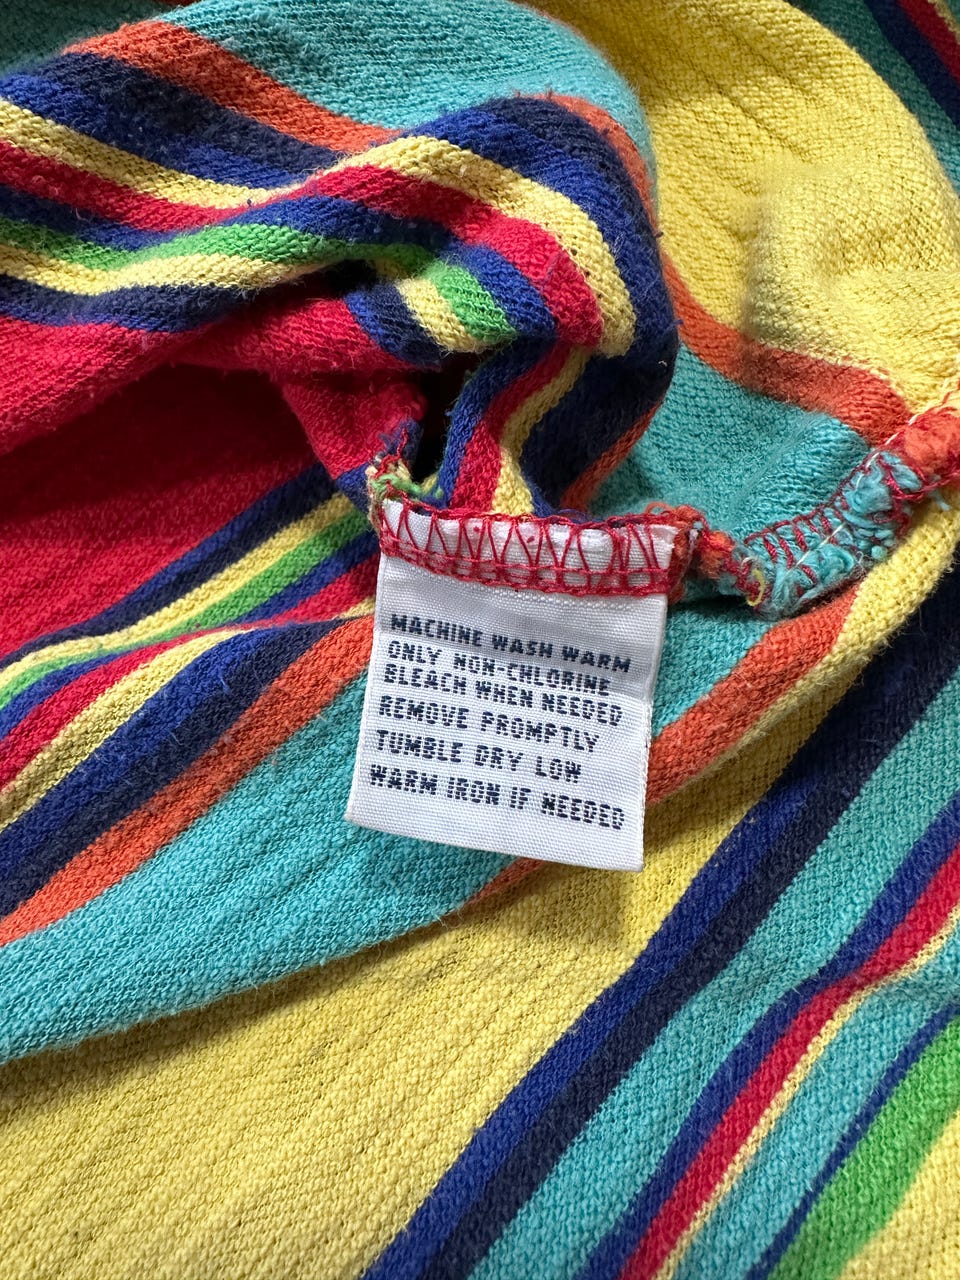 MACHINE WASH WARM
ONLY NON-CHLORINE
BLEACH WHEN NEEDED
REMOVE PROMPTLY
TUMBLE DRY LOW
WARM IRON IF NEEDED